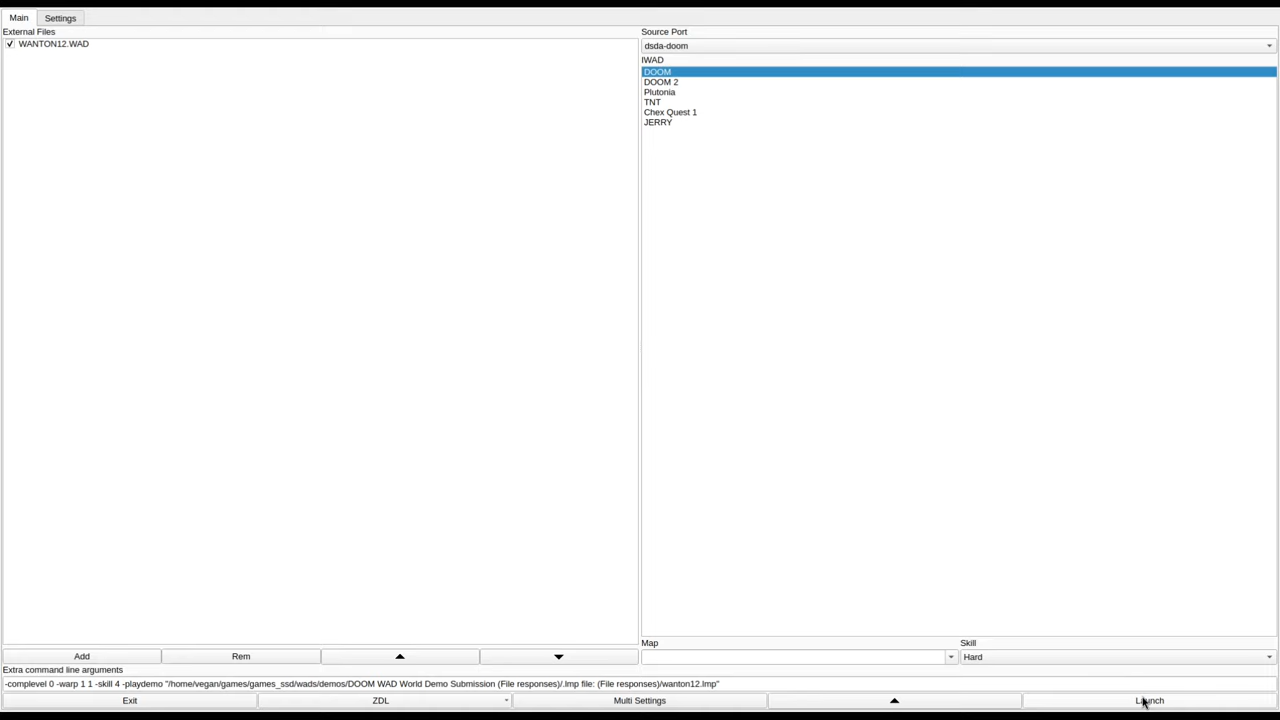 Main Settings
External Files
WANTON12.WAD
Source Port
dsda-doom
IWAD
DOOM
DOOM 2
Plutonia
TNT
Chex Quest 1
JERRY
Map
Skill
Hard
Add Rem
Extra command line arguments
-complevel 0 -warp 1 1 -skill 4 -playdemo "/home/vegan/games/games_ssd/wads/demos/DOOM WAD World Demo Submission (File responses)/.lmp file: (File responses)/wanton12.lmp"
Exit ZDL Multi Settings Launch